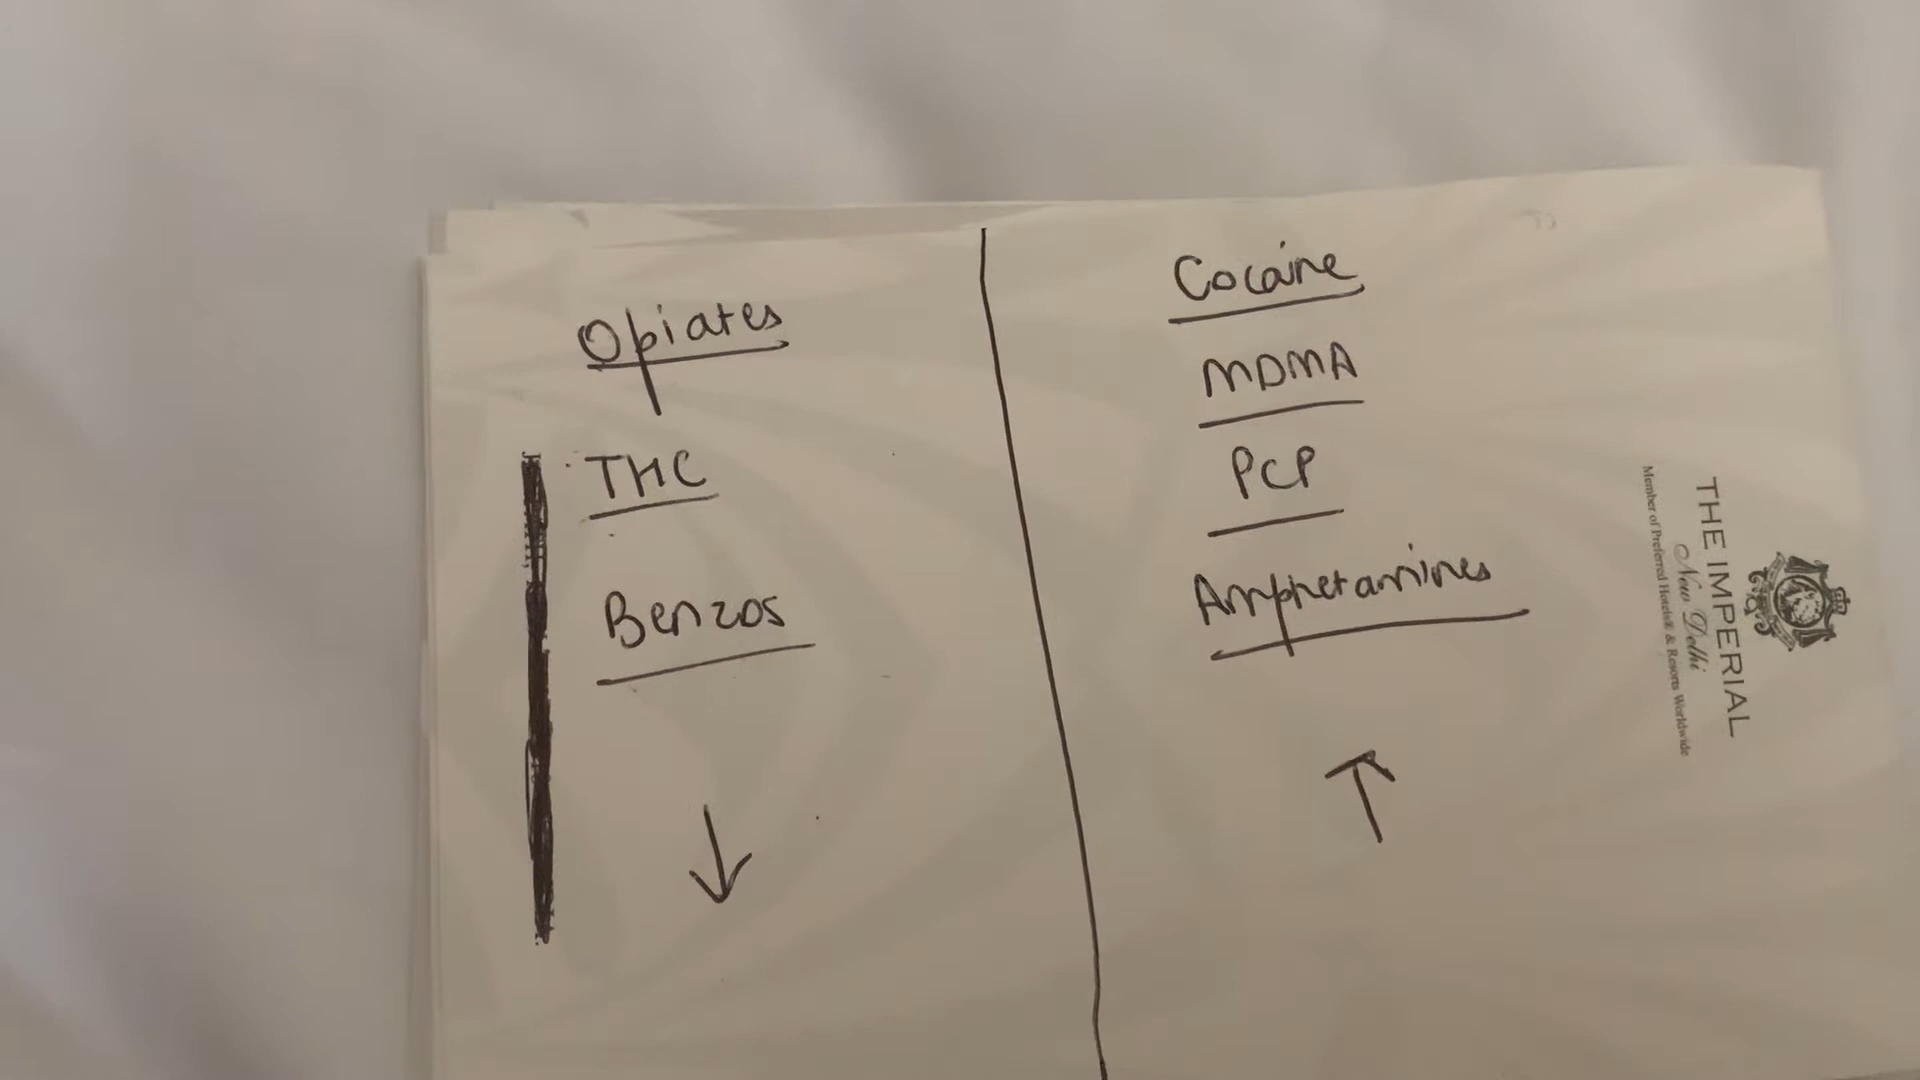 Opiates
THC
Benzos
↓
Cocaine
MDMA
PCP
Amphetamines
↑
THE IMPERIAL
New Delhi
Member of Preferred Hotels & Resorts Worldwide